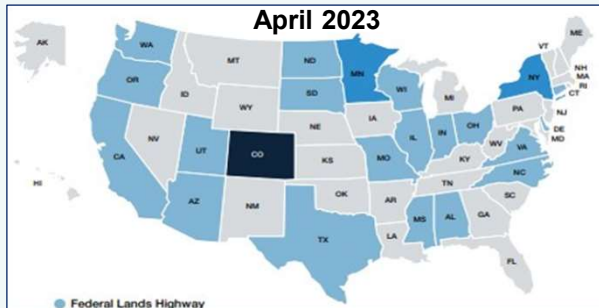 April 2023
AK
WA
MT
ND
MN
VT
ME
NH
MA
RI
CT
NY
OR
ID
SD
WI
MI
WY
IA
PA
NJ
NV
NE
IL
IN
OH
DE
MD
CA
UT
CO
KS
MO
KY
WV
VA
HI
AZ
NM
OK
AR
TN
NC
SC
TX
LA
MS
AL
GA
FL
Federal Lands Highway